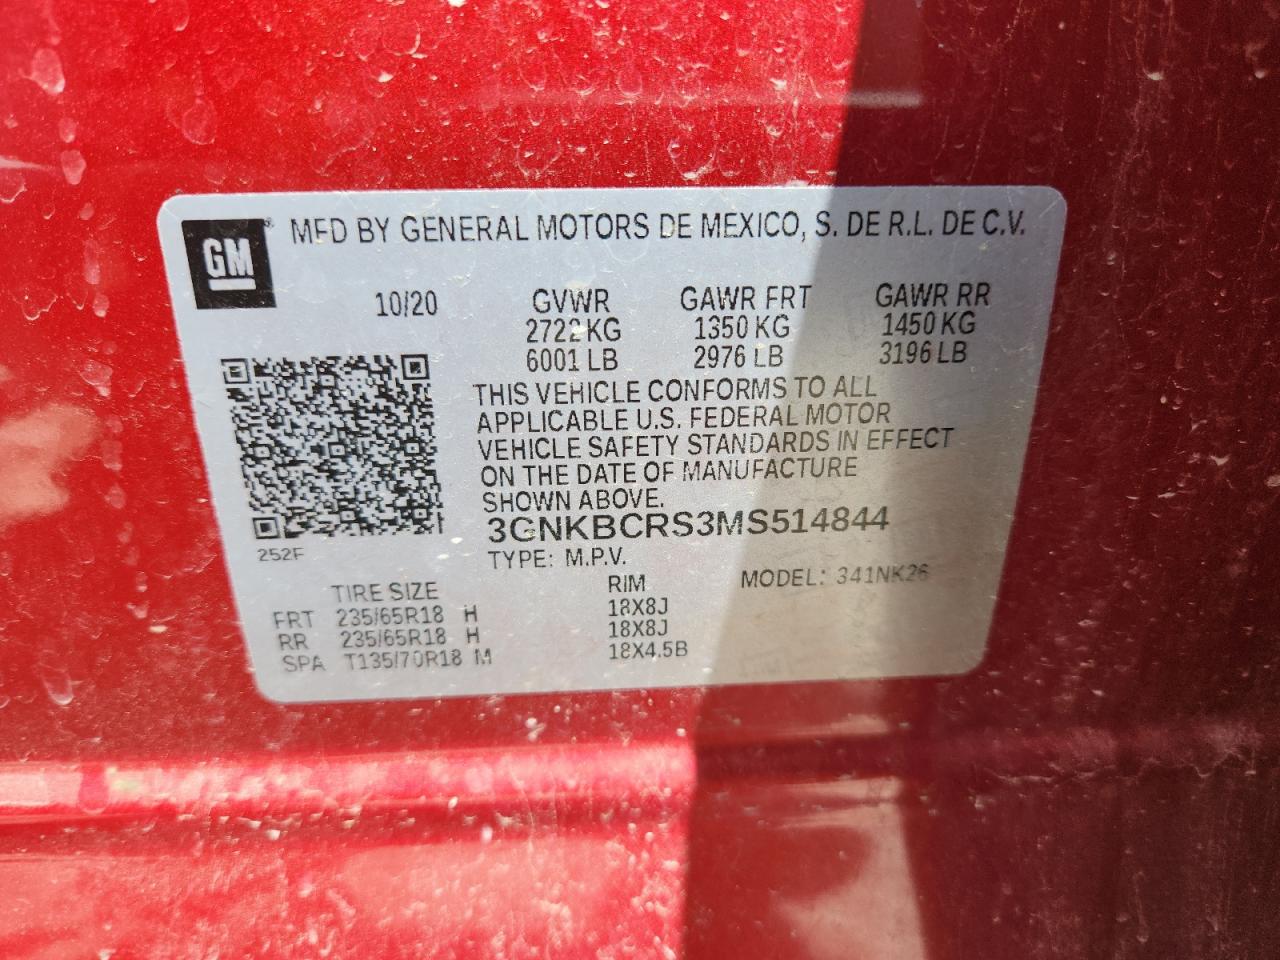 GM® MFD BY GENERAL MOTORS DE MEXICO, S. DE R.L. DE C.V.
10/20 GVWR GAWR FRT GAWR RR
2722 KG 1350 KG 1450 KG
6001 LB 2976 LB 3196 LB
THIS VEHICLE CONFORMS TO ALL
APPLICABLE U.S. FEDERAL MOTOR
VEHICLE SAFETY STANDARDS IN EFFECT
ON THE DATE OF MANUFACTURE
SHOWN ABOVE.
3GNKBCRS3MS514844
252F
TYPE: M.P.V.
MODEL: 341NK26
TIRE SIZE RIM
FRT 235/65R18 H 18X8J
RR 235/65R18 H 18X8J
SPA T135/70R18 M 18X4.5B